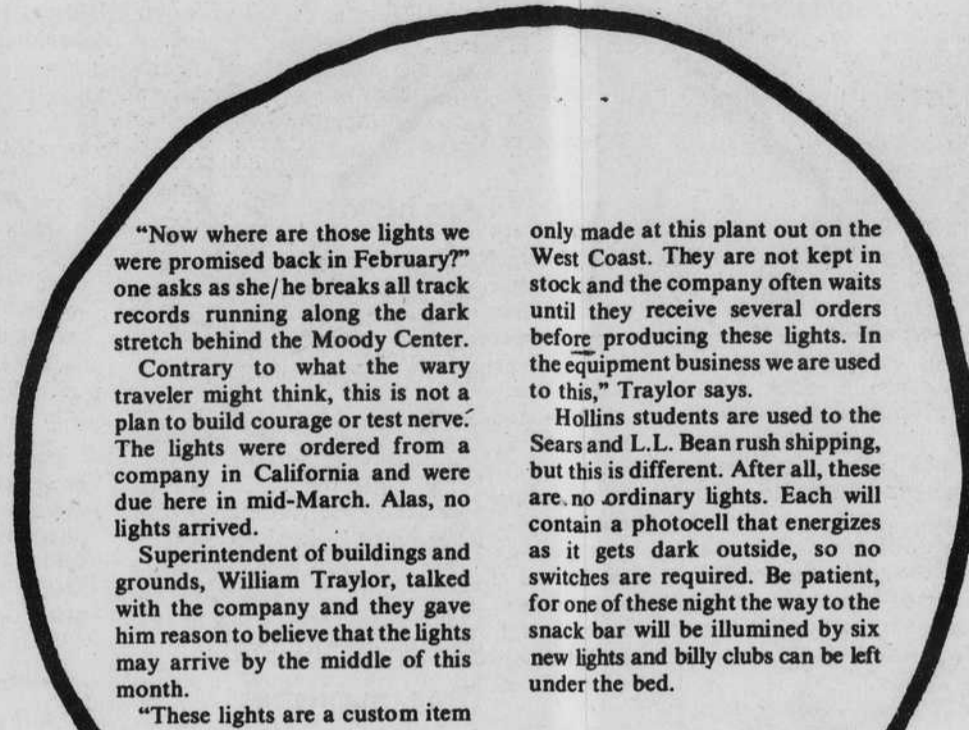 “Now where are those lights we
were promised back in February?”
one asks as she/he breaks all track
records running along the dark
stretch behind the Moody Center.
Contrary to what the wary
traveler might think, this is not a
plan to build courage or test nerve.
The lights were ordered from a
company in California and were
due here in mid-March. Alas, no
lights arrived.
Superintendent of buildings and
grounds, William Traylor, talked
with the company and they gave
him reason to believe that the lights
may arrive by the middle of this
month.
“These lights are a custom item
only made at this plant out on the
West Coast. They are not kept in
stock and the company often waits
until they receive several orders
before producing these lights. In
the equipment business we are used
to this,” Traylor says.
Hollins students are used to the
Sears and L.L. Bean rush shipping,
but this is different. After all, these
are no ordinary lights. Each will
contain a photocell that energizes
as it gets dark outside, so no
switches are required. Be patient,
for one of these night the way to the
snack bar will be illumined by six
new lights and billy clubs can be left
under the bed.